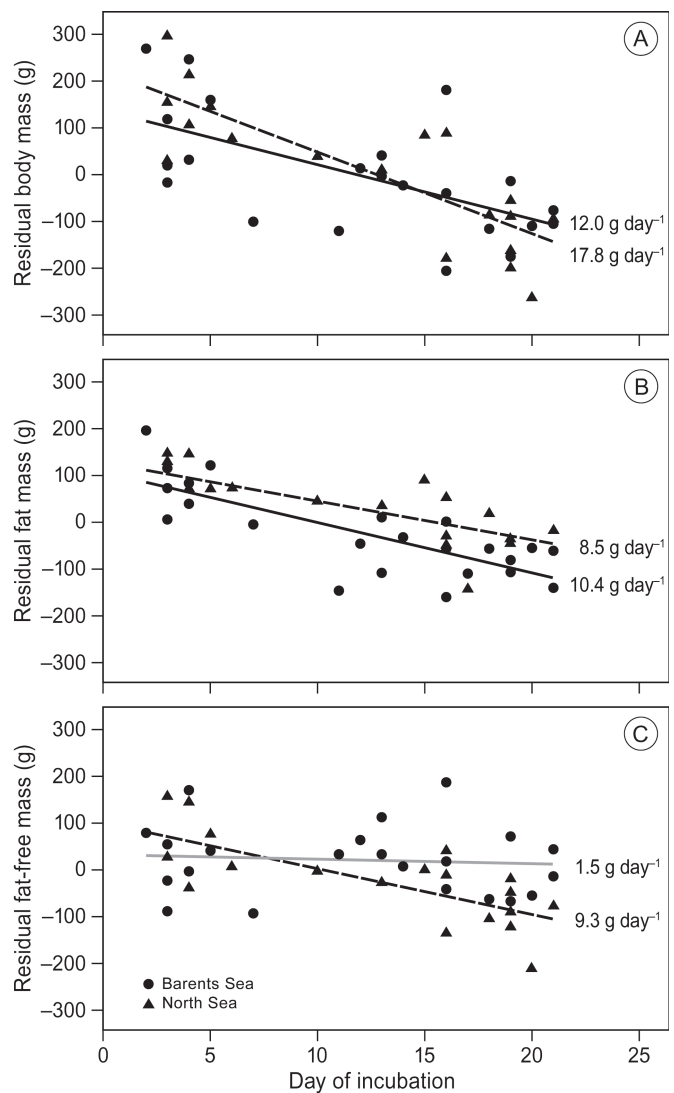 A
300
200
100
0
–100
–200
–300
Residual body mass (g)
12.0 g day⁻¹
17.8 g day⁻¹
B
300
200
100
0
–100
–200
–300
Residual fat mass (g)
8.5 g day⁻¹
10.4 g day⁻¹
C
300
200
100
0
–100
–200
–300
Residual fat-free mass (g)
1.5 g day⁻¹
9.3 g day⁻¹
Barents Sea
North Sea
0 5 10 15 20 25
Day of incubation